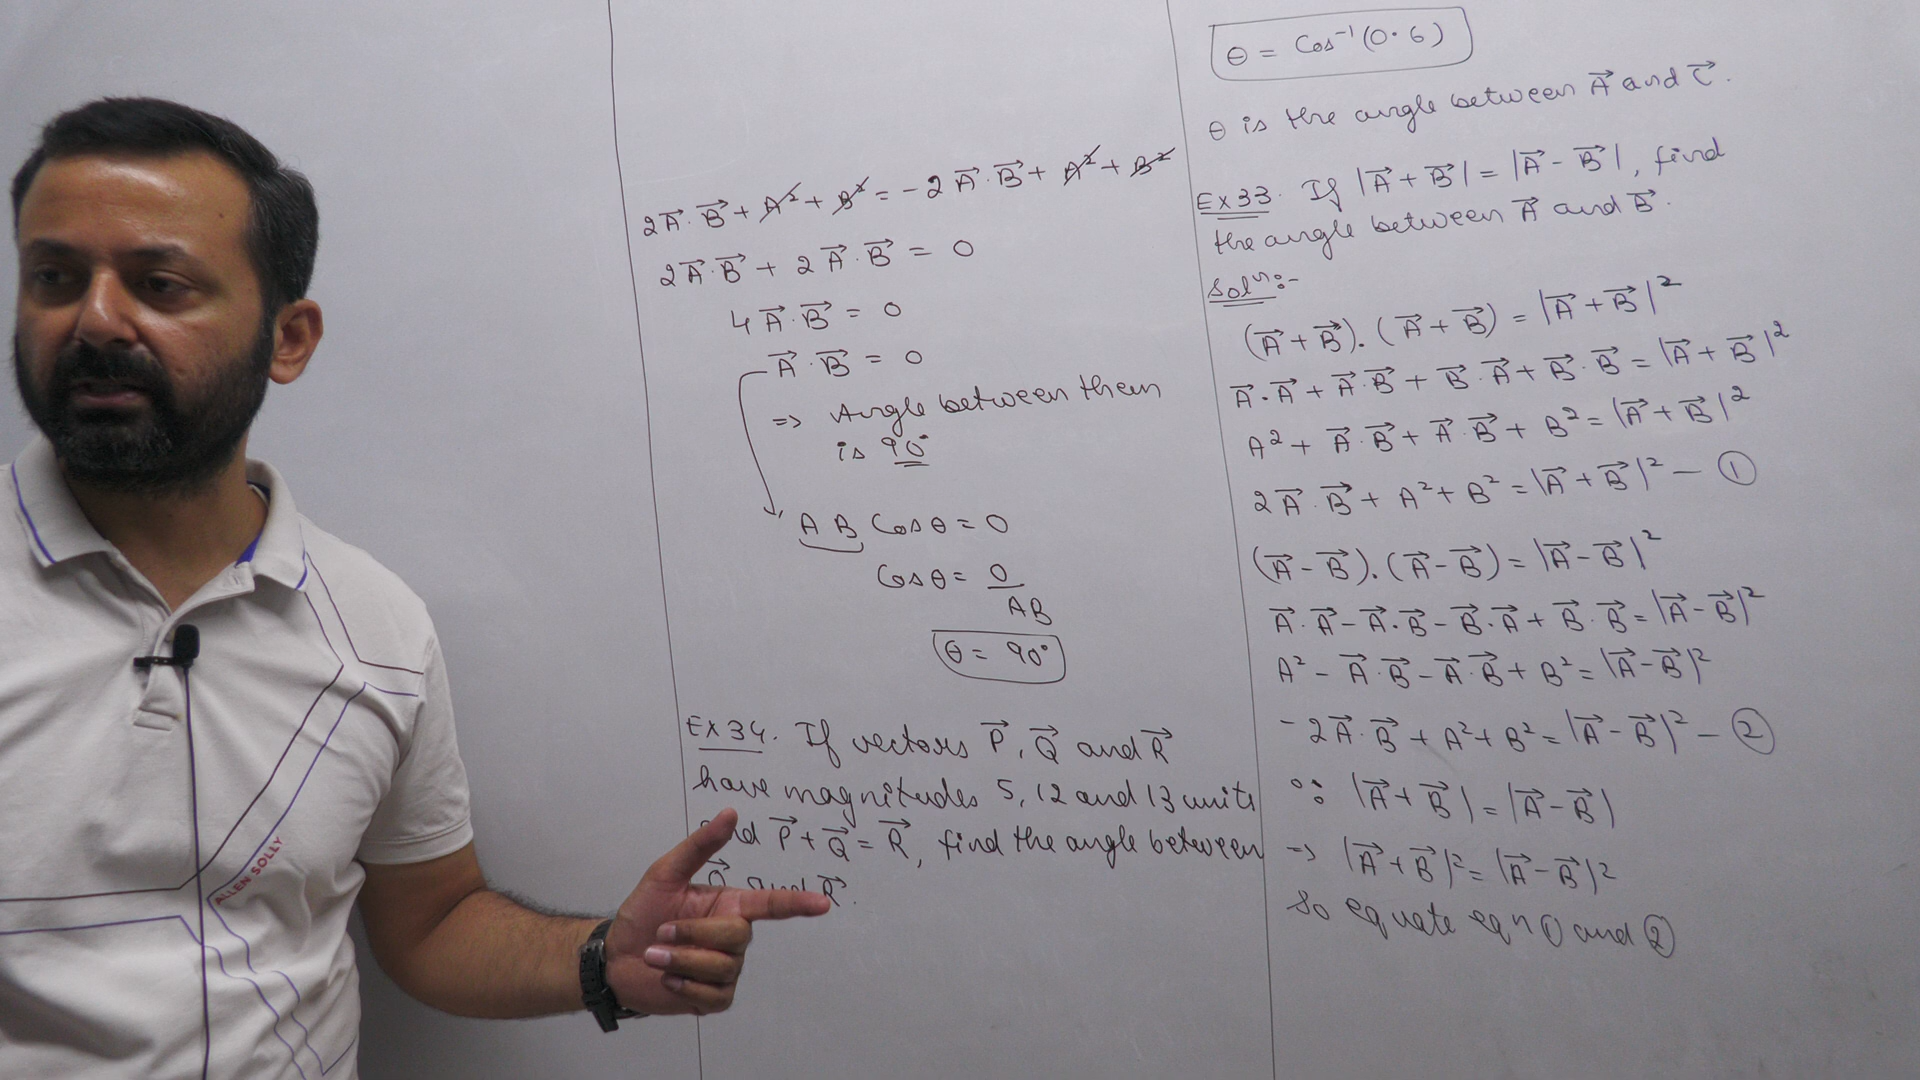 θ = Cos⁻¹(0.6)
θ is the angle between A⃗ and C⃗.
Ex 33. If |A⃗ + B⃗| = |A⃗ - B⃗|, find
the angle between A⃗ and B⃗.
Solⁿ:-
(A⃗ + B⃗).(A⃗ + B⃗) = |A⃗ + B⃗|²
A⃗.A⃗ + A⃗.B⃗ + B⃗.A⃗ + B⃗.B⃗ = |A⃗ + B⃗|²
A² + A⃗.B⃗ + A⃗.B⃗ + B² = |A⃗ + B⃗|²
2A⃗.B⃗ + A² + B² = |A⃗ + B⃗|² - ①
(A⃗ - B⃗).(A⃗ - B⃗) = |A⃗ - B⃗|²
A⃗.A⃗ - A⃗.B⃗ - B⃗.A⃗ + B⃗.B⃗ = |A⃗ - B⃗|²
A² - A⃗.B⃗ - A⃗.B⃗ + B² = |A⃗ - B⃗|²
-2A⃗.B⃗ + A² + B² = |A⃗ - B⃗|² - ②
∵ |A⃗ + B⃗| = |A⃗ - B⃗|
⇒ |A⃗ + B⃗|² = |A⃗ - B⃗|²
So equate eqn ① and ②
2A⃗.B⃗ + A² + B² = -2A⃗.B⃗ + A² + B²
2A⃗.B⃗ + 2A⃗.B⃗ = 0
4A⃗.B⃗ = 0
A⃗.B⃗ = 0
⇒ Angle between them
is 90°
A B Cosθ = 0
Cosθ = 0
AB
θ = 90°
Ex 34. If vectors P⃗, Q⃗ and R⃗
have magnitudes 5, 12 and 13 units
and P⃗ + Q⃗ = R⃗, find the angle between
Q⃗ and R⃗.
ALLEN SOLLY